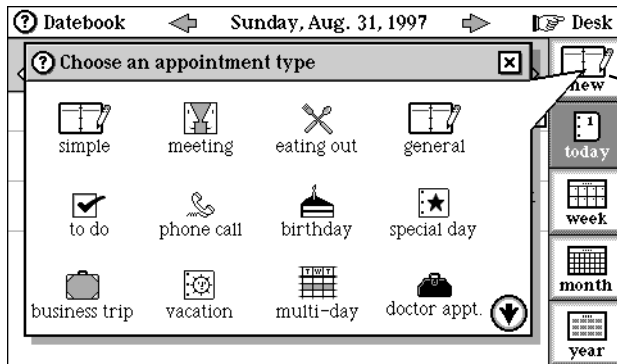 Datebook Sunday, Aug. 31, 1997 Desk
Choose an appointment type
new
simple meeting eating out general
today
to do phone call birthday special day
week
month
business trip vacation multi-day doctor appt.
year